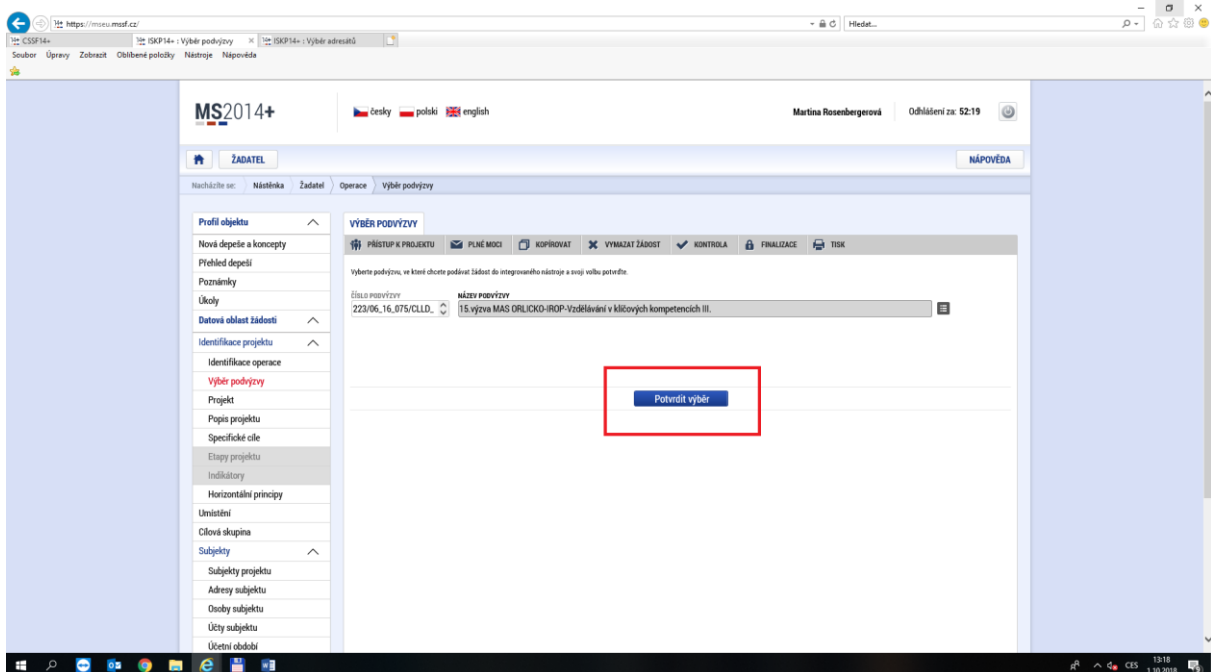 https://mseu.mssf.cz/
Hledat...
CSSF14+
ISKP14+ : Výběr podvýzvy
ISKP14+ : Výběr adresátů
Soubor Úpravy Zobrazit Oblíbené položky Nástroje Nápověda
MS2014+
česky polski english
Martina Rosenbergerová
Odhlášení za: 52:19
ŽADATEL
NÁPOVĚDA
Nacházíte se: Nástěnka Žadatel Operace Výběr podvýzvy
Profil objektu
Nová depeše a koncepty
Přehled depeší
Poznámky
Úkoly
Datová oblast žádosti
Identifikace projektu
Identifikace operace
Výběr podvýzvy
Projekt
Popis projektu
Specifické cíle
Etapy projektu
Indikátory
Horizontální principy
Umístění
Cílová skupina
Subjekty
Subjekty projektu
Adresy subjektu
Osoby subjektu
Účty subjektu
Účetní období
VÝBĚR PODVÝZVY
PŘÍSTUP K PROJEKTU PLNÉ MOCI KOPÍROVAT VYMAZAT ŽÁDOST KONTROLA FINALIZACE TISK
Vyberte podvýzvu, ve které chcete podávat žádost do integrovaného nástroje a svoji volbu potvrďte.
ČÍSLO PODVÝZVY NÁZEV PODVÝZVY
223/06_16_075/CLLD_ 15.výzva MAS ORLICKO-IROP-Vzdělávání v klíčových kompetencích III.
Potvrdit výběr
CES
13:18
1.10.2018